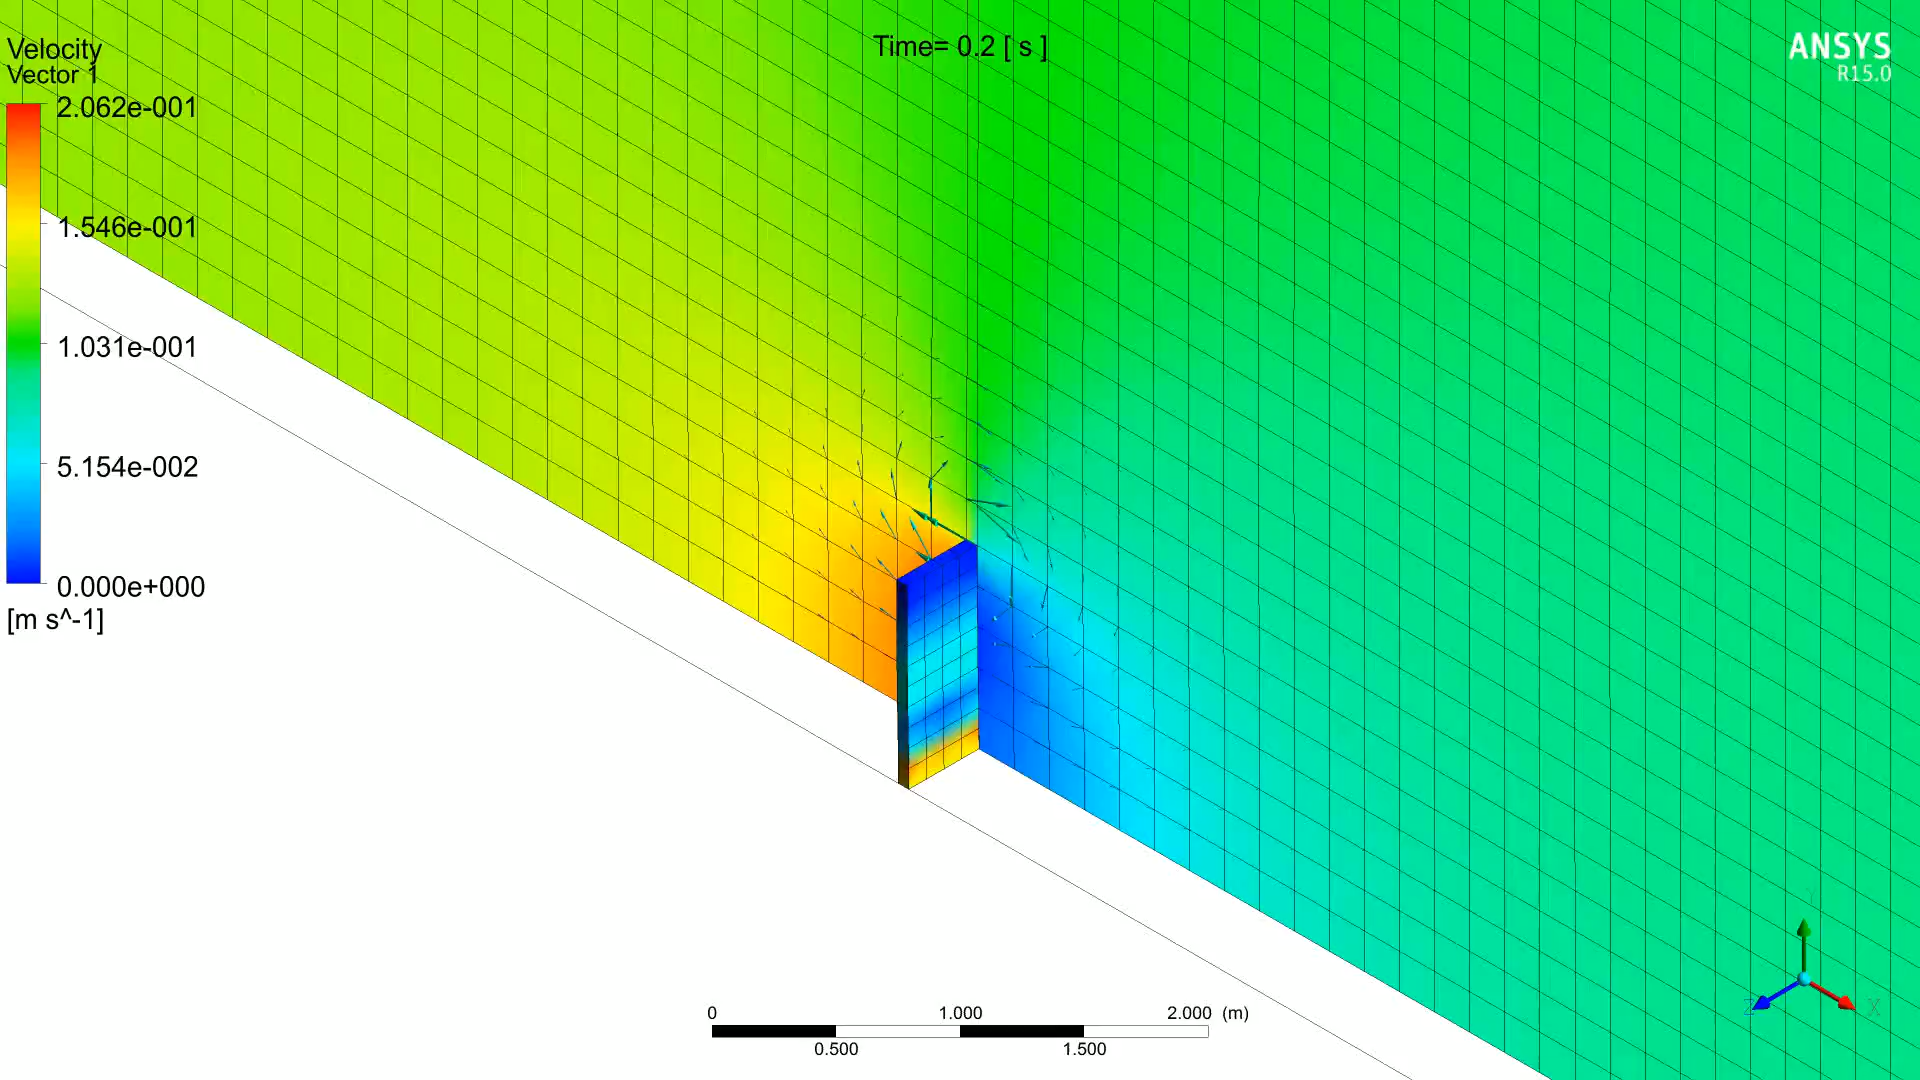 Velocity
Vector 1
Time= 0.2 [ s ]
ANSYS
R15.0
2.062e-001
1.546e-001
1.031e-001
5.154e-002
0.000e+000
[m s^-1]
0 1.000 2.000 (m)
0.500 1.500
Y
Z X